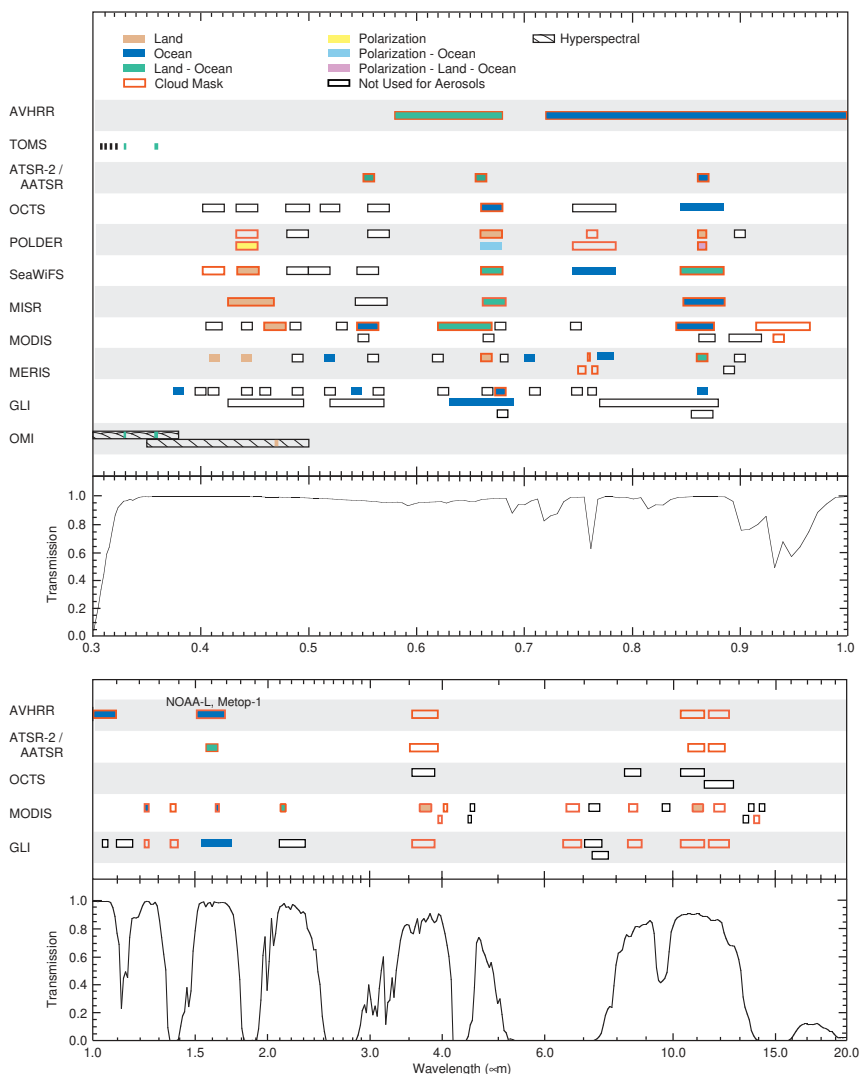 Land
Polarization
Hyperspectral
Ocean
Polarization - Ocean
Land - Ocean
Polarization - Land - Ocean
Cloud Mask
Not Used for Aerosols
AVHRR
TOMS
ATSR-2 /
AATSR
OCTS
POLDER
SeaWiFS
MISR
MODIS
MERIS
GLI
OMI
1.0
0.8
0.6
0.4
0.2
0.0
Transmission
0.3 0.4 0.5 0.6 0.7 0.8 0.9 1.0
NOAA-L, Metop-1
AVHRR
ATSR-2 /
AATSR
OCTS
MODIS
GLI
1.0
0.8
0.6
0.4
0.2
0.0
Transmission
1.0 1.5 2.0 3.0 4.0 6.0 10.0 15.0 20.0
Wavelength (∝m)